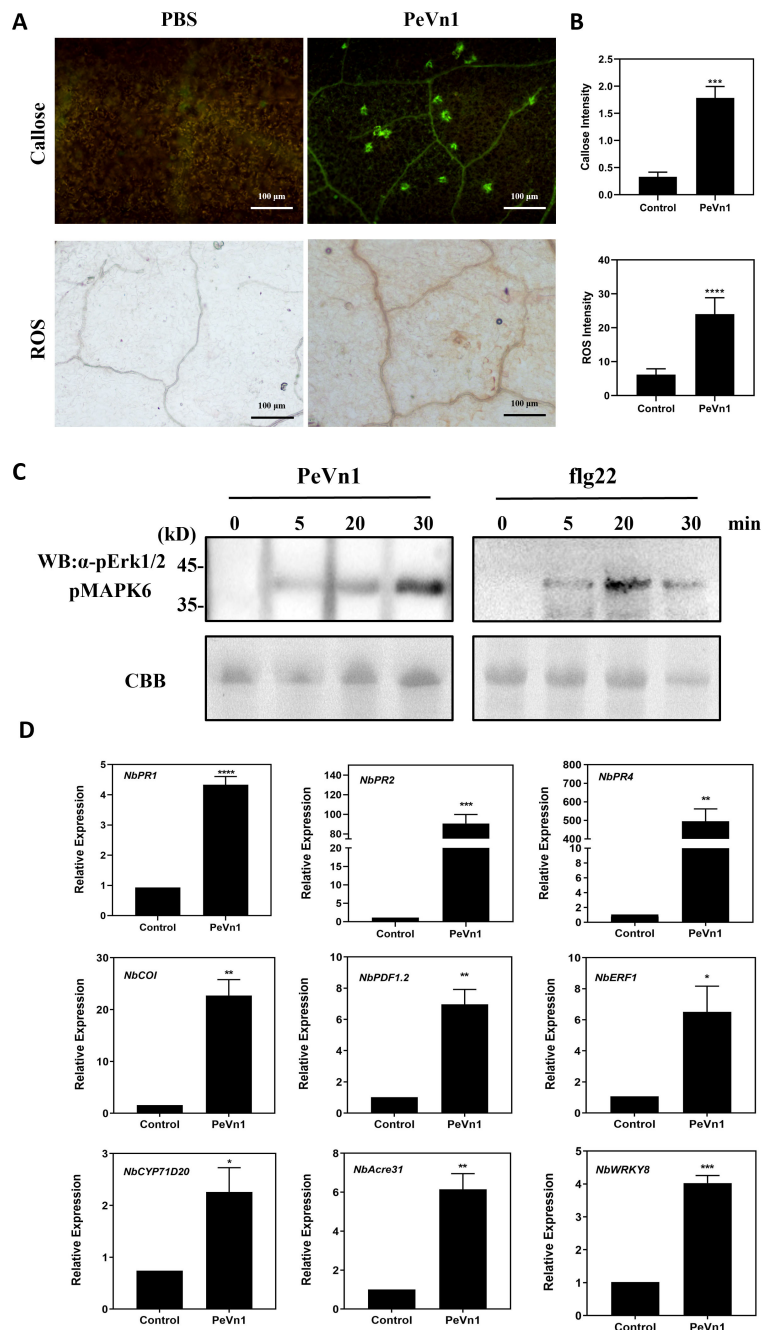 A
PBS
PeVn1
B
Callose
100 μm
100 μm
Callose Intensity
2.5
2.0
1.5
1.0
0.5
0.0
***
Control
PeVn1
ROS
100 μm
100 μm
ROS Intensity
40
30
20
10
0
****
Control
PeVn1
C
PeVn1
flg22
(kD)
0
5
20
30
0
5
20
30
min
WB:α-pErk1/2
pMAPK6
45-
35-
CBB
D
NbPR1
Relative Expression
5
4
3
2
1
0
****
Control
PeVn1
NbPR2
Relative Expression
140
120
100
80
60
20
15
10
5
0
***
Control
PeVn1
NbPR4
Relative Expression
800
700
600
500
400
10
8
6
4
2
0
**
Control
PeVn1
NbCOI
Relative Expression
30
20
10
0
**
Control
PeVn1
NbPDF1.2
Relative Expression
10
8
6
4
2
0
**
Control
PeVn1
NbERF1
Relative Expression
10
8
6
4
2
0
*
Control
PeVn1
NbCYP71D20
Relative Expression
3
2
1
0
*
Control
PeVn1
NbAcre31
Relative Expression
8
6
4
2
0
**
Control
PeVn1
NbWRKY8
Relative Expression
5
4
3
2
1
0
***
Control
PeVn1